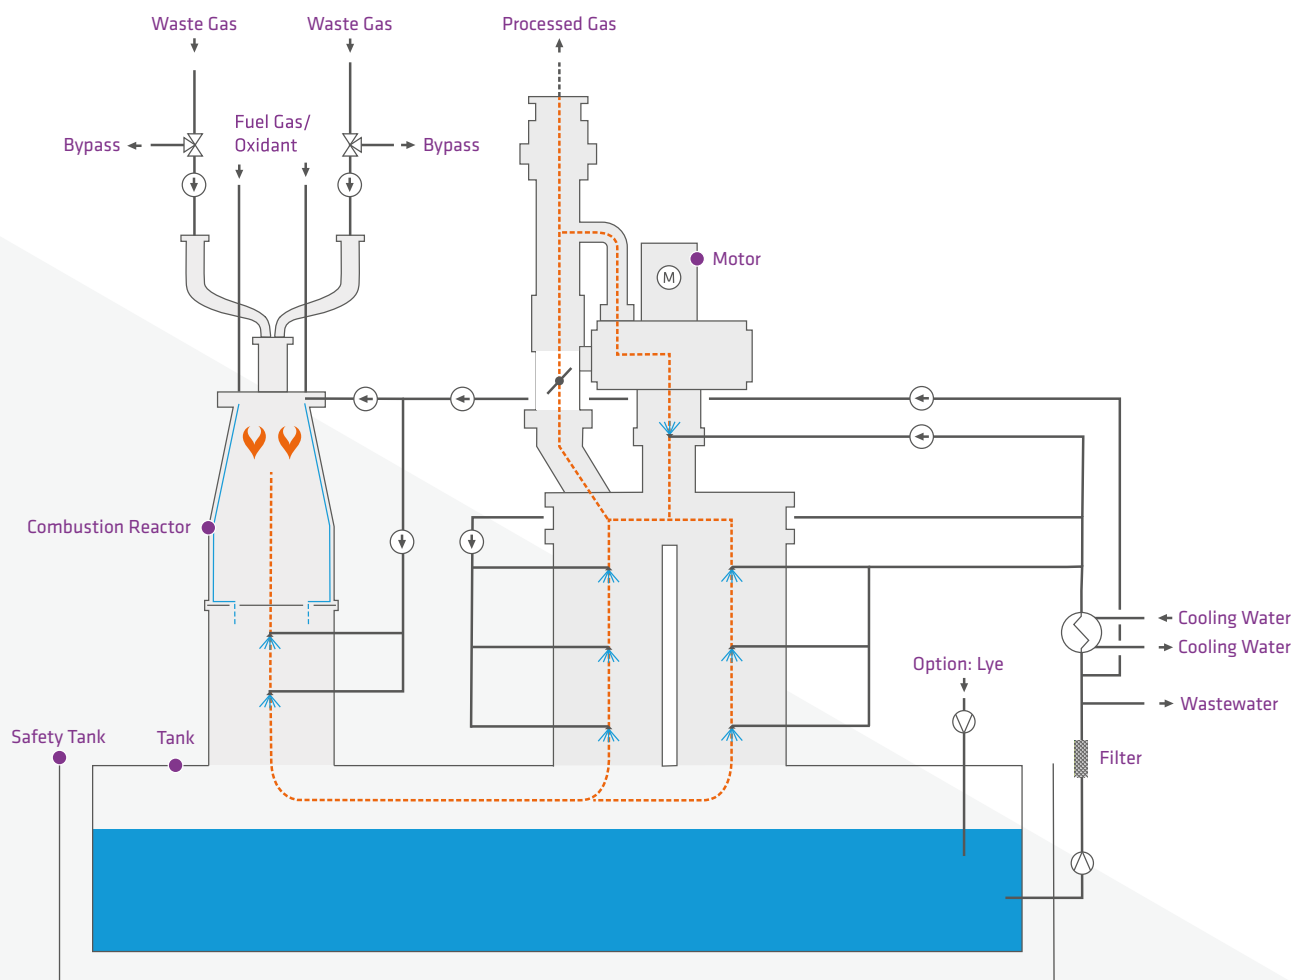 Waste Gas
Waste Gas
Processed Gas
Fuel Gas/
Oxidant
Bypass
Bypass
Motor
M
Combustion Reactor
Cooling Water
Cooling Water
Option: Lye
Wastewater
Safety Tank
Tank
Filter